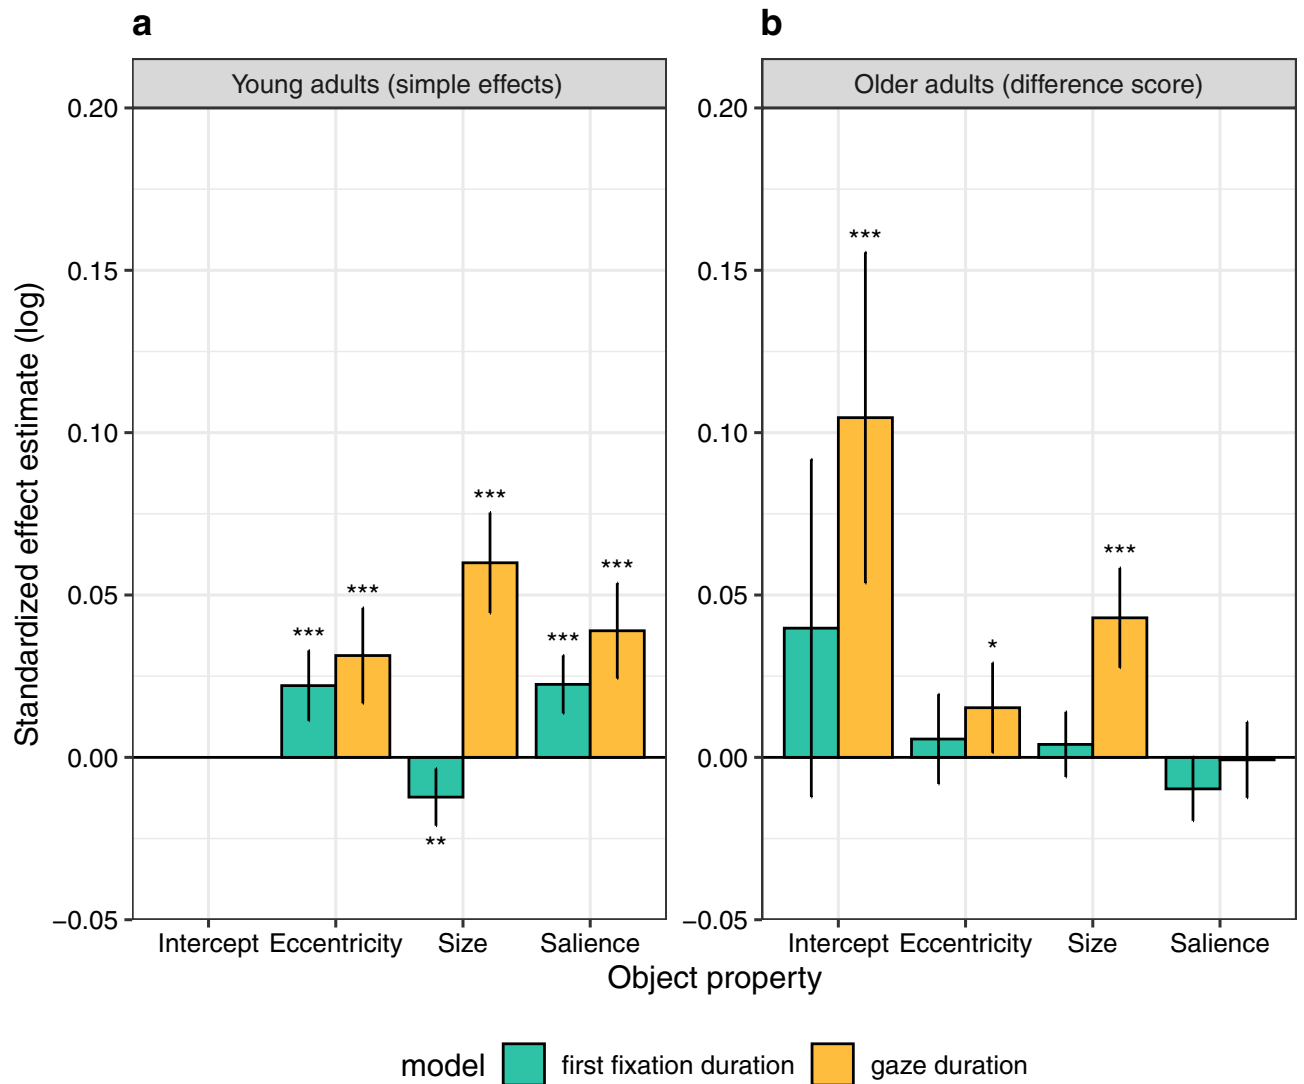 a b
Young adults (simple effects) Older adults (difference score)
Standardized effect estimate (log)
0.20 0.20
*** 
0.15 0.15
0.10 0.10
*** *** ***
*** *** *** *
0.05 0.05
0.00 0.00
**
−0.05 −0.05
Intercept Eccentricity Size Salience Intercept Eccentricity Size Salience
Object property
model first fixation duration gaze duration